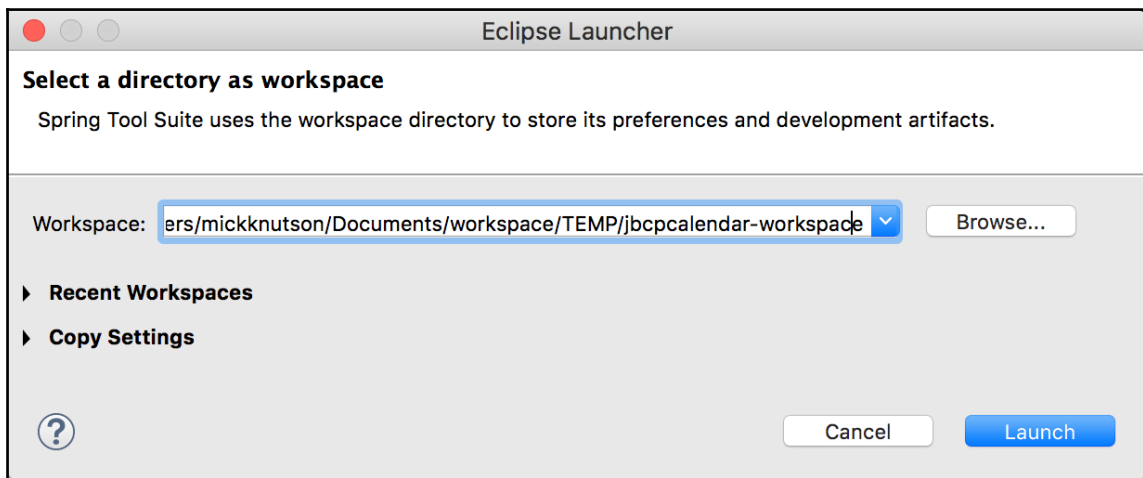 Eclipse Launcher
Select a directory as workspace
Spring Tool Suite uses the workspace directory to store its preferences and development artifacts.
Workspace: ers/mickknutson/Documents/workspace/TEMP/jbcpcalendar-workspace Browse...
Recent Workspaces
Copy Settings
? Cancel Launch